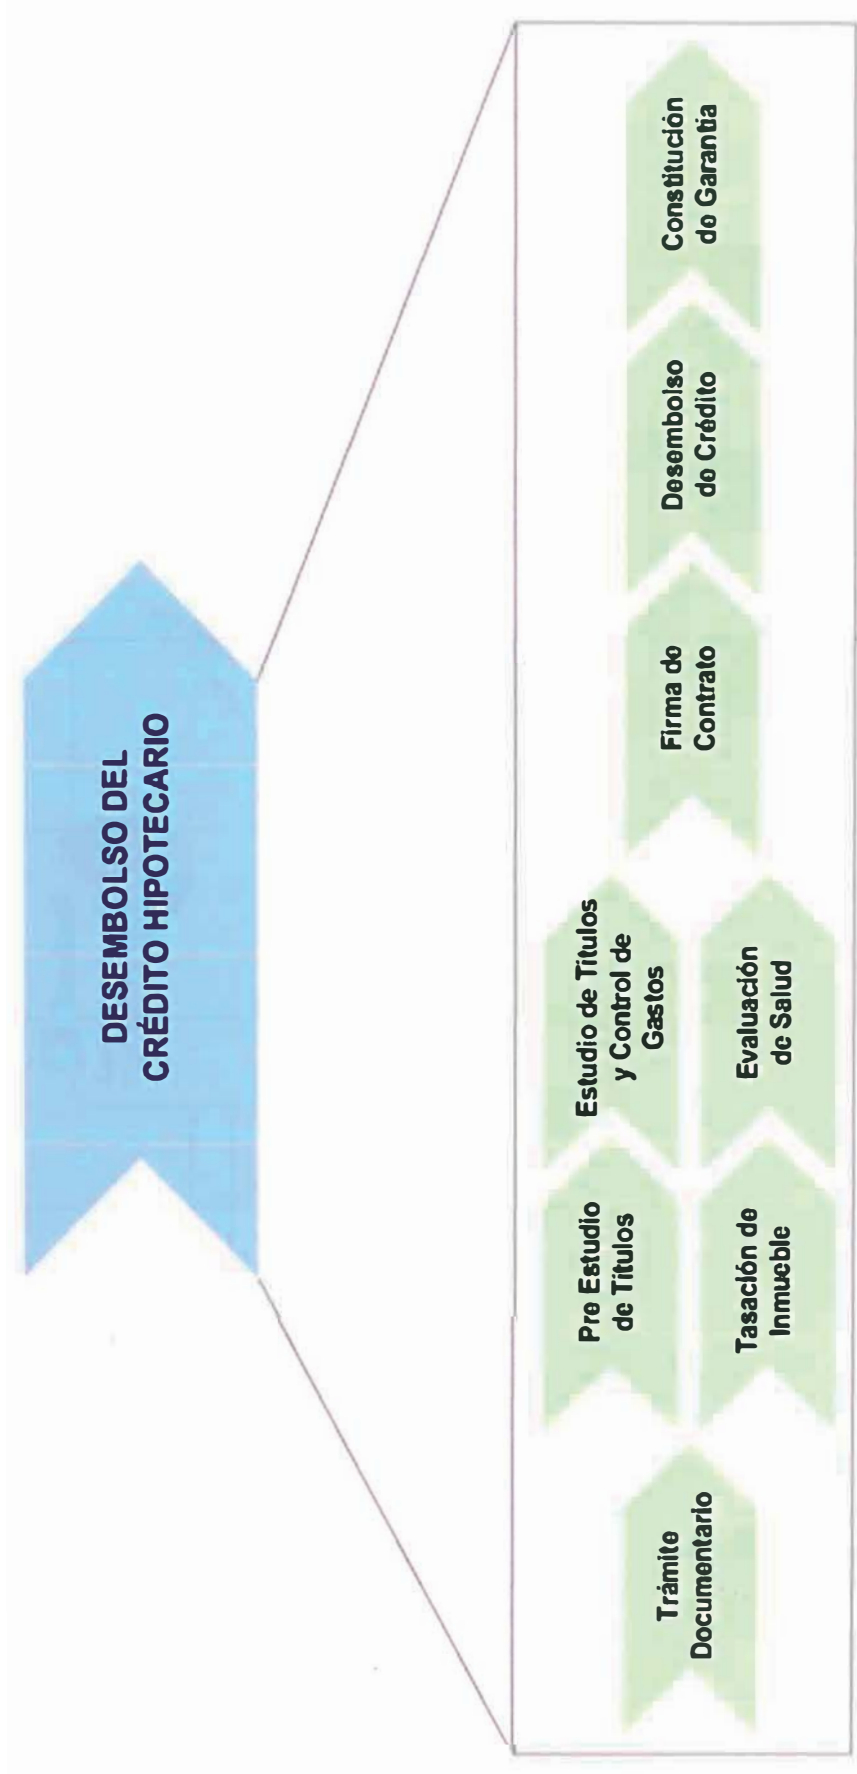 DESEMBOLSO DEL
CRÉDITO HIPOTECARIO
Trámite
Documentario
Pre Estudio
de Títulos
Estudio de Títulos
y Control de
Gastos
Tasación de
Inmueble
Evaluación
de Salud
Firma de
Contrato
Desembolso
de Crédito
Constitución
de Garantia